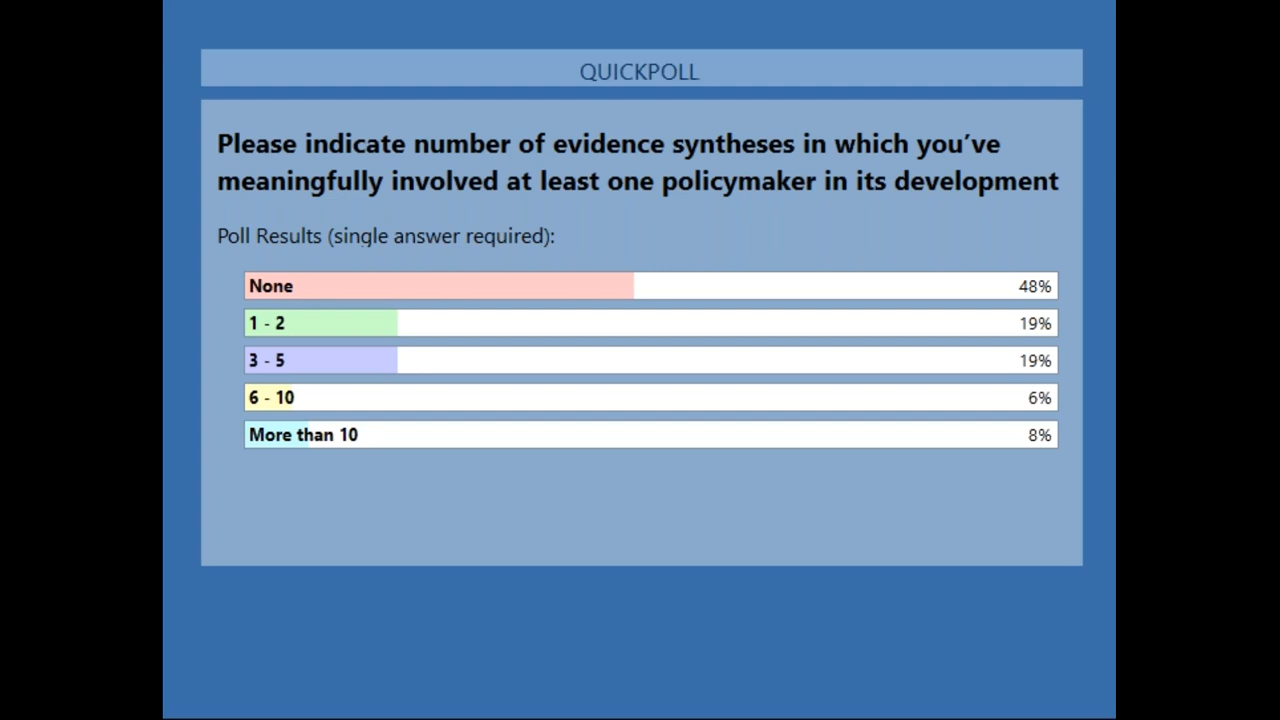 QUICKPOLL
Please indicate number of evidence syntheses in which you’ve
meaningfully involved at least one policymaker in its development
Poll Results (single answer required):
None 48%
1 - 2 19%
3 - 5 19%
6 - 10 6%
More than 10 8%